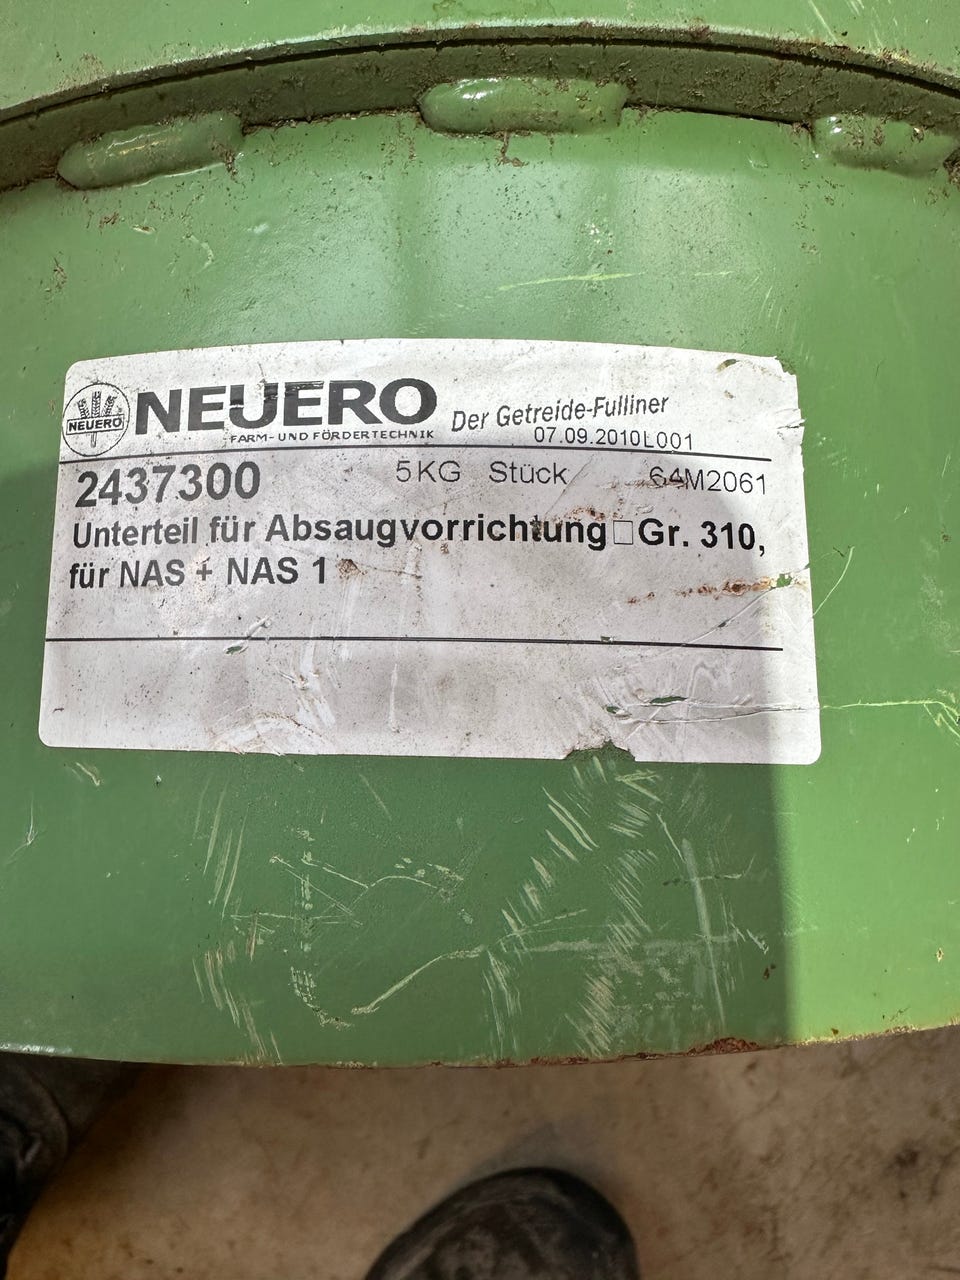 NEUERO
NEUERO
Der Getreide-Fulliner
FARM- UND FÖRDERTECHNIK
07.09.2010L001
2437300 5KG Stück 64M2061
Unterteil für Absaugvorrichtung□Gr. 310,
für NAS + NAS 1